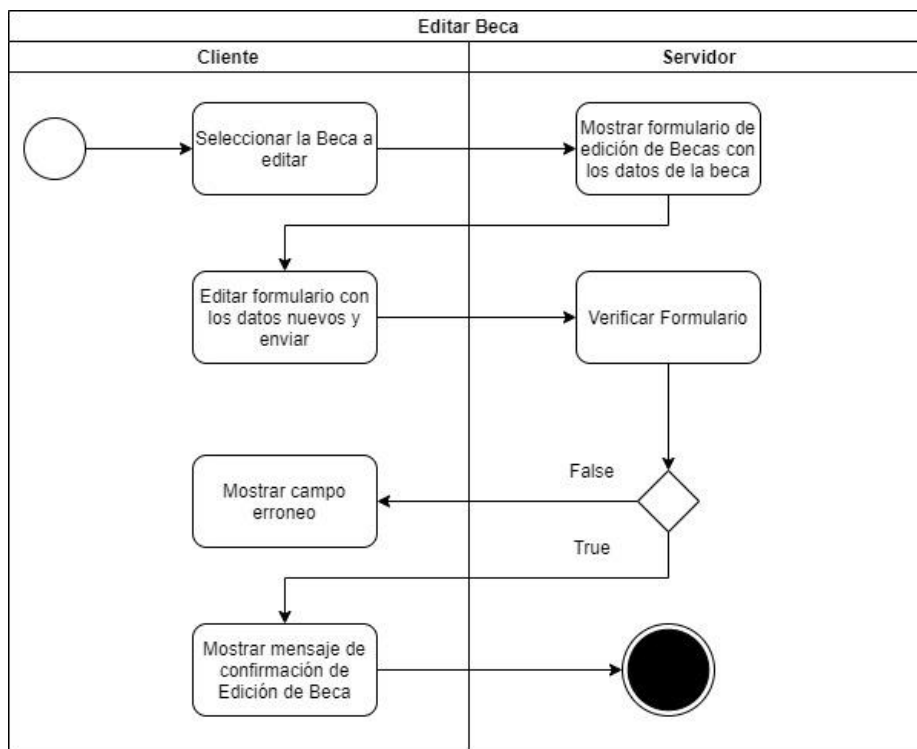 Editar Beca
Cliente
Servidor
Seleccionar la Beca a
editar
Mostrar formulario de
edición de Becas con
los datos de la beca
Editar formulario con
los datos nuevos y
enviar
Verificar Formulario
False
Mostrar campo
erroneo
True
Mostrar mensaje de
confirmación de
Edición de Beca